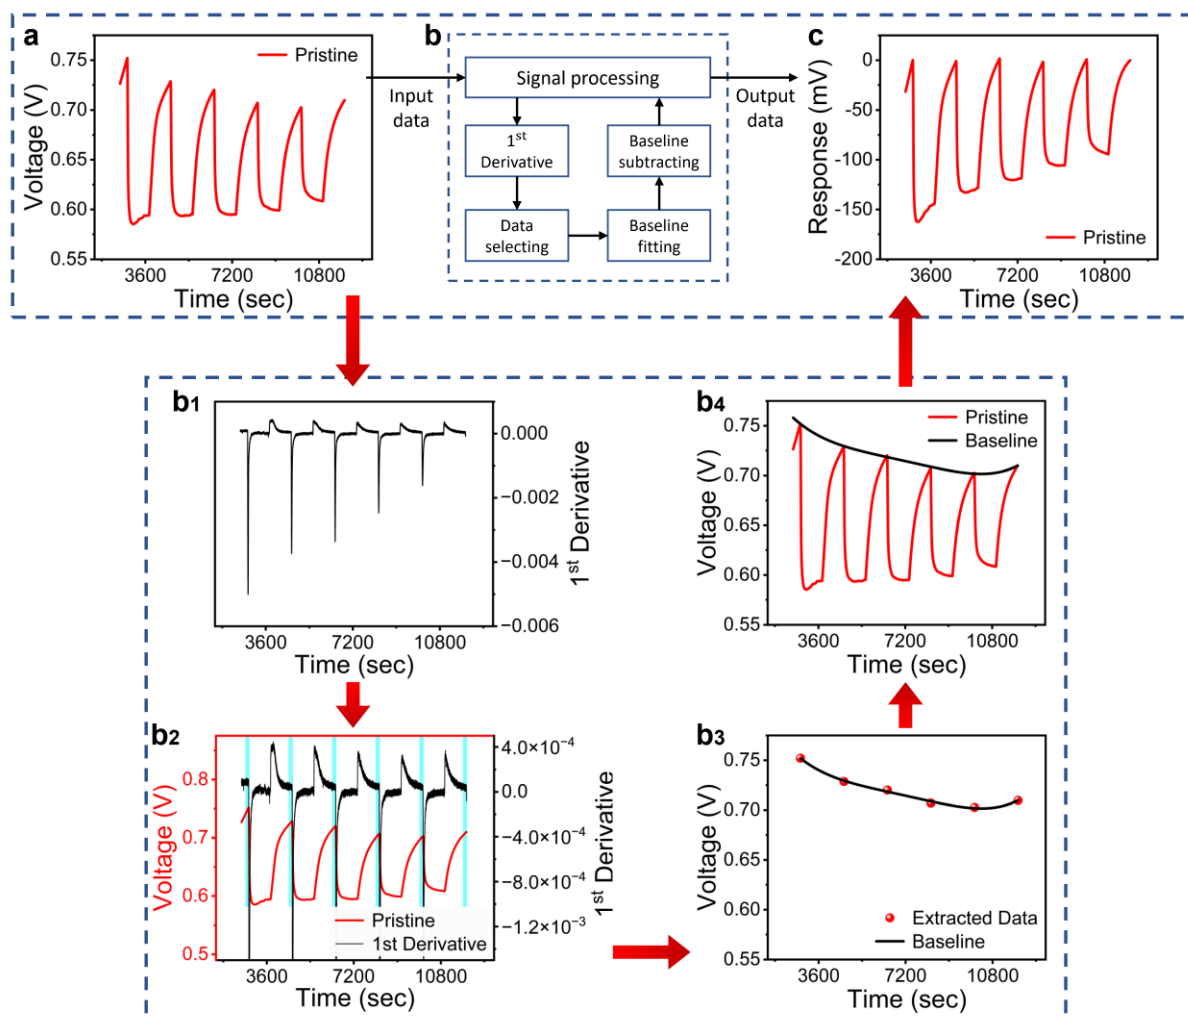 a
0.75
0.70
0.65
0.60
0.55
Voltage (V)
Pristine
3600
7200
10800
Time (sec)
Input
data
b
Signal processing
1st
Derivative
Data
selecting
Baseline
fitting
Baseline
subtracting
Output
data
c
0
-50
-100
-150
-200
Response (mV)
Pristine
3600
7200
10800
Time (sec)
b1
0.000
−0.002
−0.004
−0.006
1st Derivative
3600
7200
10800
Time (sec)
b4
0.75
0.70
0.65
0.60
0.55
Voltage (V)
Pristine
Baseline
3600
7200
10800
Time (sec)
b2
0.8
0.7
0.6
0.5
Voltage (V)
4.0×10−4
0.0
−4.0×10−4
−8.0×10−4
−1.2×10−3
1st Derivative
Pristine
1st Derivative
3600
7200
10800
Time (sec)
b3
0.75
0.70
0.65
0.60
0.55
Voltage (V)
Extracted Data
Baseline
3600
7200
10800
Time (sec)